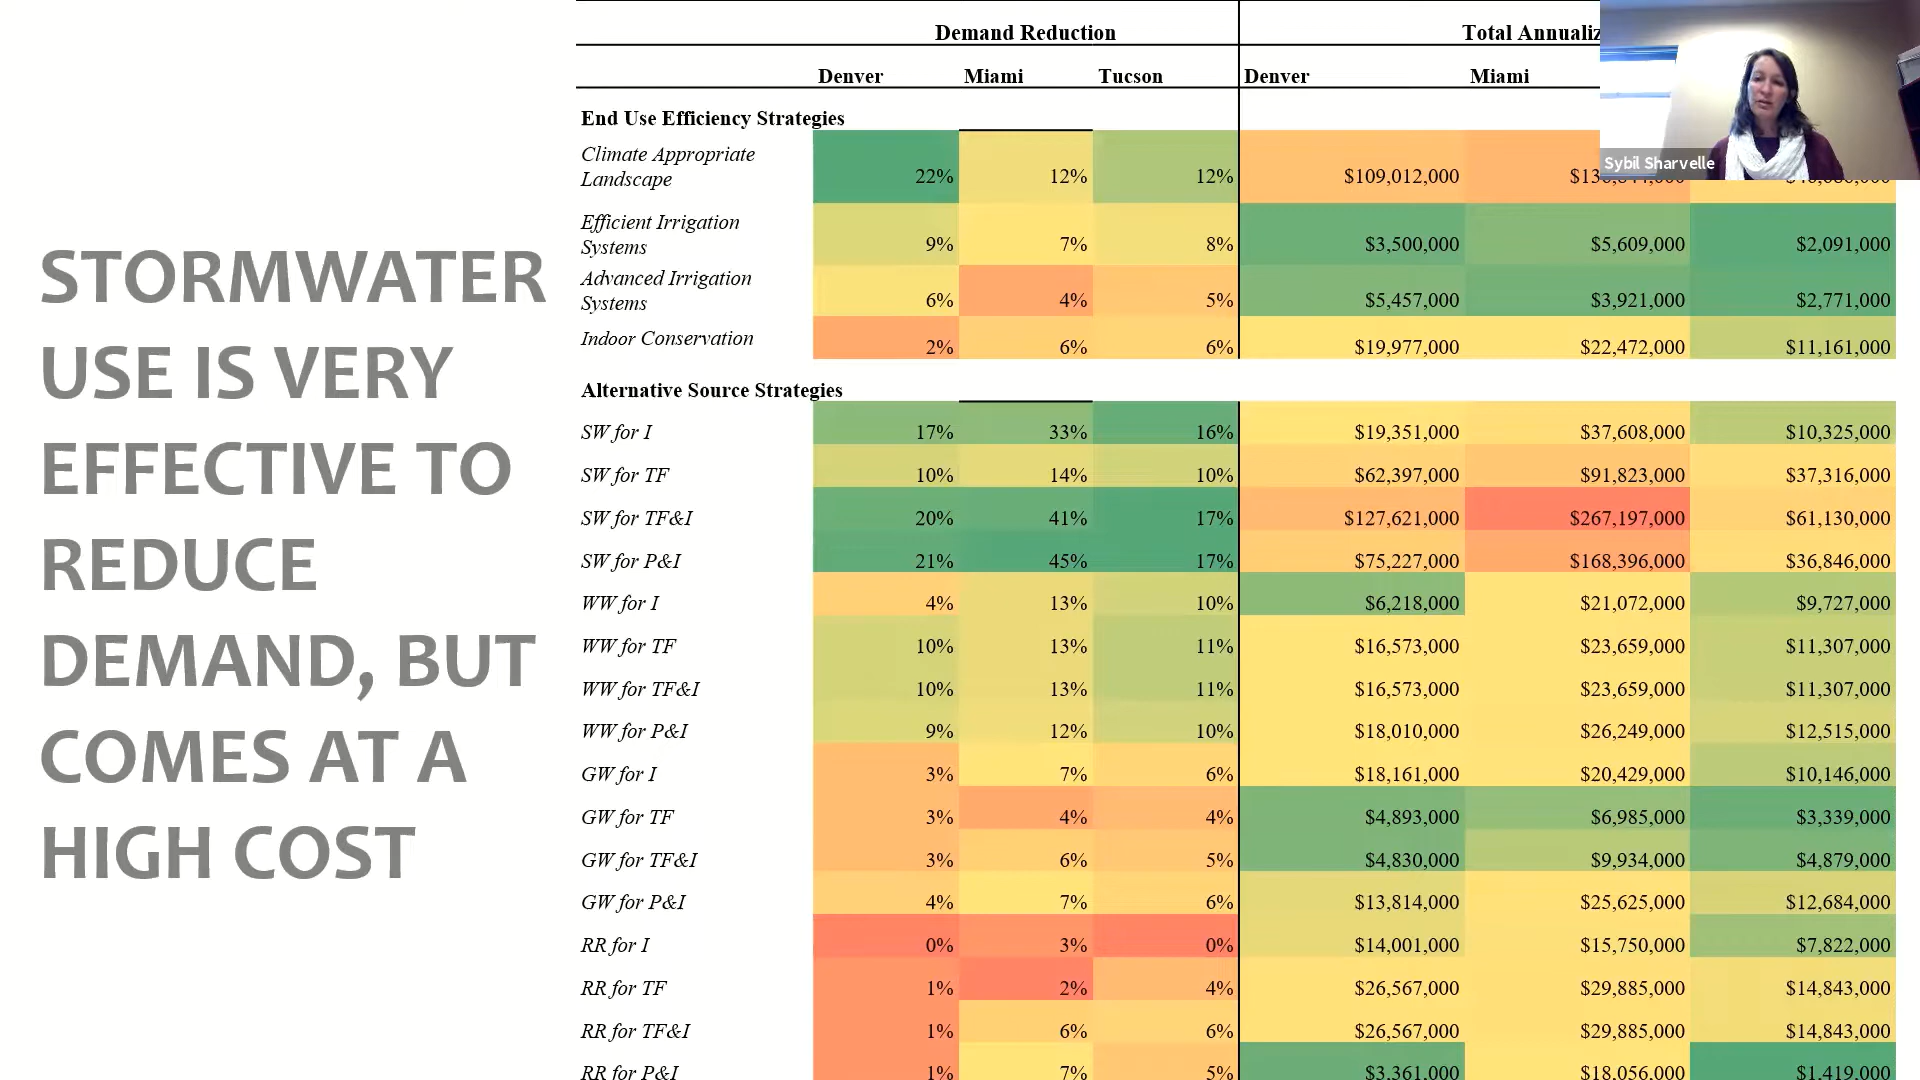 STORMWATER
USE IS VERY
EFFECTIVE TO
REDUCE
DEMAND, BUT
COMES AT A
HIGH COST
Demand Reduction Total
Denver Miami Tucson Denver Miami
End Use Efficiency Strategies
Climate Appropriate
Landscape 22% 12% 12% $109,012,000
Efficient Irrigation
Systems 9% 7% 8% $3,500,000 $5,609,000 $2,091,000
Advanced Irrigation
Systems 6% 4% 5% $5,457,000 $3,921,000 $2,771,000
Indoor Conservation 2% 6% 6% $19,977,000 $22,472,000 $11,161,000
Alternative Source Strategies
SW for I 17% 33% 16% $19,351,000 $37,608,000 $10,325,000
SW for TF 10% 14% 10% $62,397,000 $91,823,000 $37,316,000
SW for TF&I 20% 41% 17% $127,621,000 $267,197,000 $61,130,000
SW for P&I 21% 45% 17% $75,227,000 $168,396,000 $36,846,000
WW for I 4% 13% 10% $6,218,000 $21,072,000 $9,727,000
WW for TF 10% 13% 11% $16,573,000 $23,659,000 $11,307,000
WW for TF&I 10% 13% 11% $16,573,000 $23,659,000 $11,307,000
WW for P&I 9% 12% 10% $18,010,000 $26,249,000 $12,515,000
GW for I 3% 7% 6% $18,161,000 $20,429,000 $10,146,000
GW for TF 3% 4% 4% $4,893,000 $6,985,000 $3,339,000
GW for TF&I 3% 6% 5% $4,830,000 $9,934,000 $4,879,000
GW for P&I 4% 7% 6% $13,814,000 $25,625,000 $12,684,000
RR for I 0% 3% 0% $14,001,000 $15,750,000 $7,822,000
RR for TF 1% 2% 4% $26,567,000 $29,885,000 $14,843,000
RR for TF&I 1% 6% 6% $26,567,000 $29,885,000 $14,843,000
RR for P&I 1% 7% 5% $3,361,000 $18,056,000 $1,419,000
Sybil Sharvelle